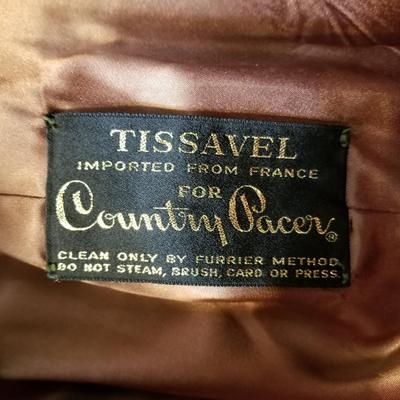 TISSAVEL
IMPORTED FROM FRANCE
FOR
Country Pacer®
CLEAN ONLY BY FURRIER METHOD
DO NOT STEAM, BRUSH, CARD OR PRESS